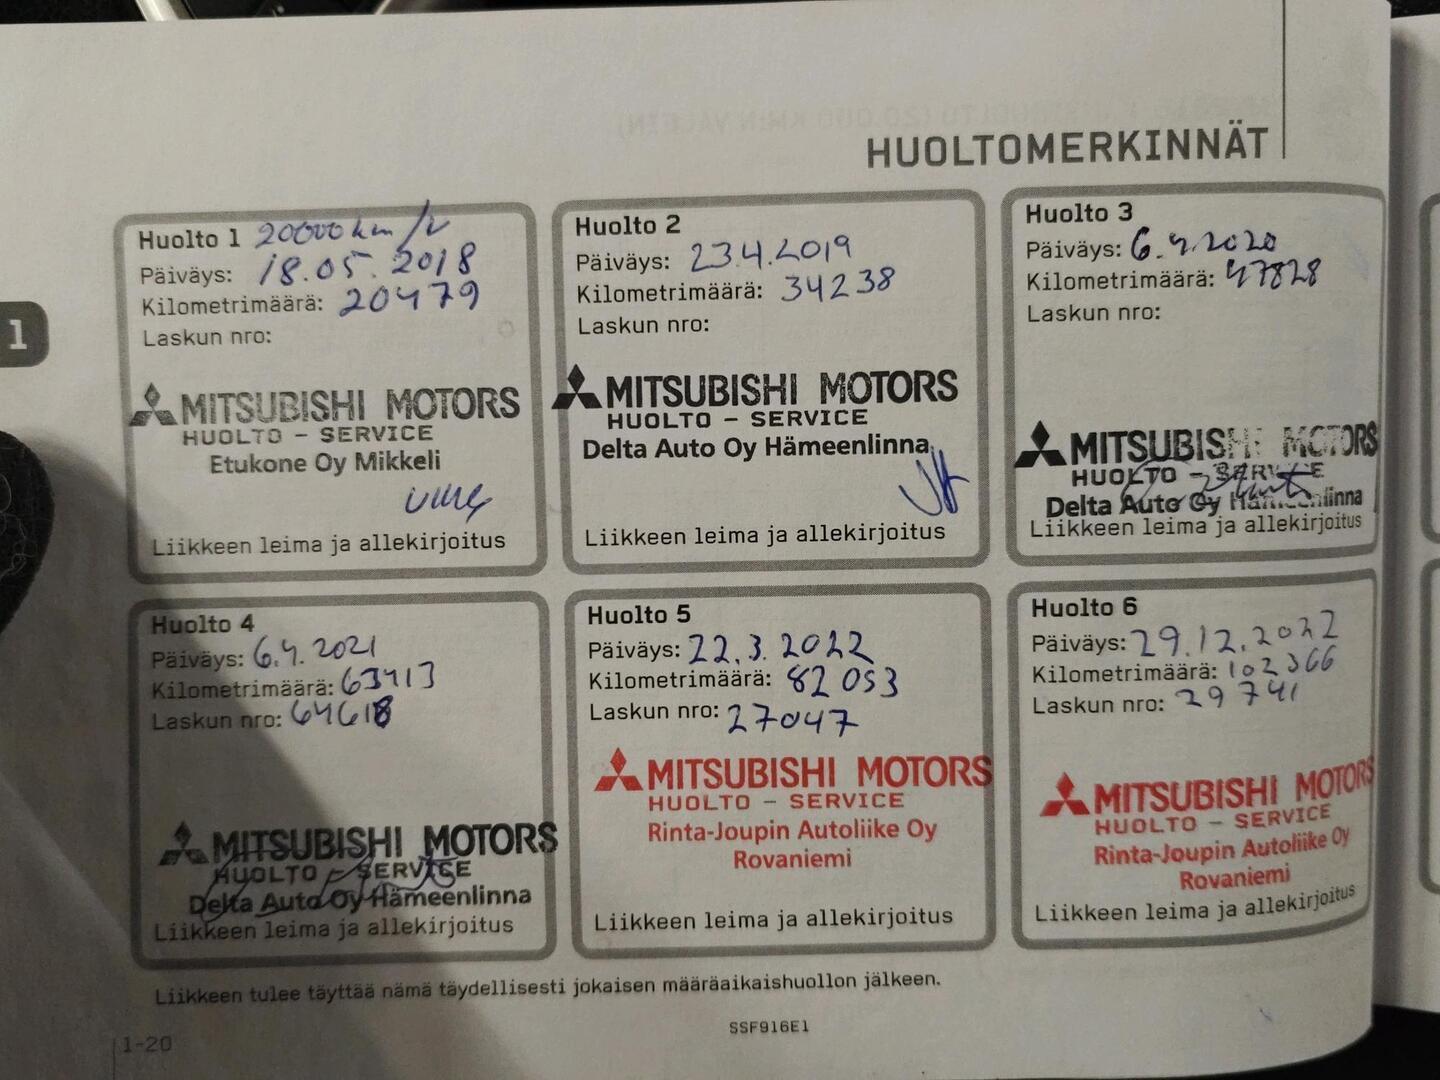 HUOLTOMERKINNÄT
1
Huolto 1 20000 km / v
Päiväys: 18.05.2018
Kilometrimäärä: 20479
Laskun nro:
MITSUBISHI MOTORS
HUOLTO - SERVICE
Etukone Oy Mikkeli
Liikkeen leima ja allekirjoitus
Huolto 2
Päiväys: 23.4.2019
Kilometrimäärä: 34238
Laskun nro:
MITSUBISHI MOTORS
HUOLTO - SERVICE
Delta Auto Oy Hämeenlinna
Liikkeen leima ja allekirjoitus
Huolto 3
Päiväys: 6.4.2020
Kilometrimäärä: 47828
Laskun nro:
MITSUBISHI MOTORS
HUOLTO - SERVICE
Delta Auto Oy Hämeenlinna
Liikkeen leima ja allekirjoitus
Huolto 4
Päiväys: 6.4.2021
Kilometrimäärä: 63413
Laskun nro: 64618
MITSUBISHI MOTORS
HUOLTO - SERVICE
Delta Auto Oy Hämeenlinna
Liikkeen leima ja allekirjoitus
Huolto 5
Päiväys: 22.3.2022
Kilometrimäärä: 82053
Laskun nro: 27047
MITSUBISHI MOTORS
HUOLTO - SERVICE
Rinta-Joupin Autoliike Oy
Rovaniemi
Liikkeen leima ja allekirjoitus
Huolto 6
Päiväys: 29.12.2022
Kilometrimäärä: 102366
Laskun nro: 29741
MITSUBISHI MOTORS
HUOLTO - SERVICE
Rinta-Joupin Autoliike Oy
Rovaniemi
Liikkeen leima ja allekirjoitus
Liikkeen tulee täyttää nämä täydellisesti jokaisen määräaikaishuollon jälkeen.
SSF916E1
1-20